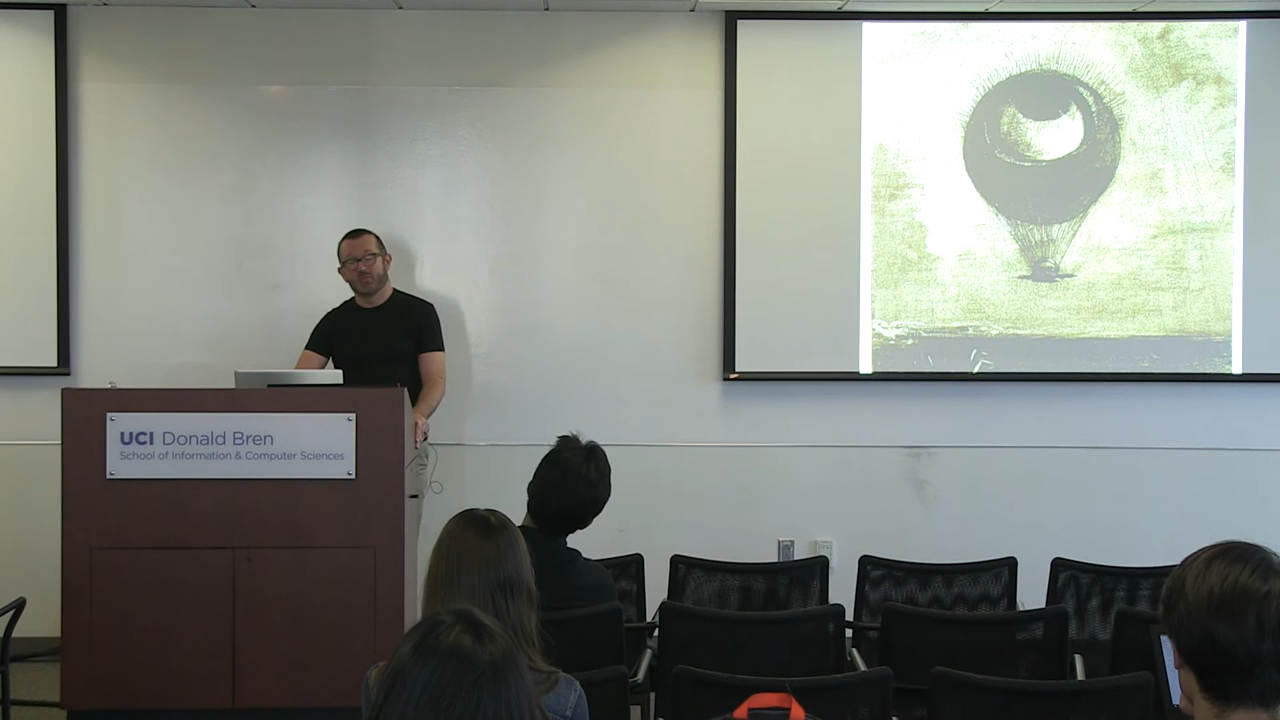 UCI Donald Bren
School of Information & Computer Sciences